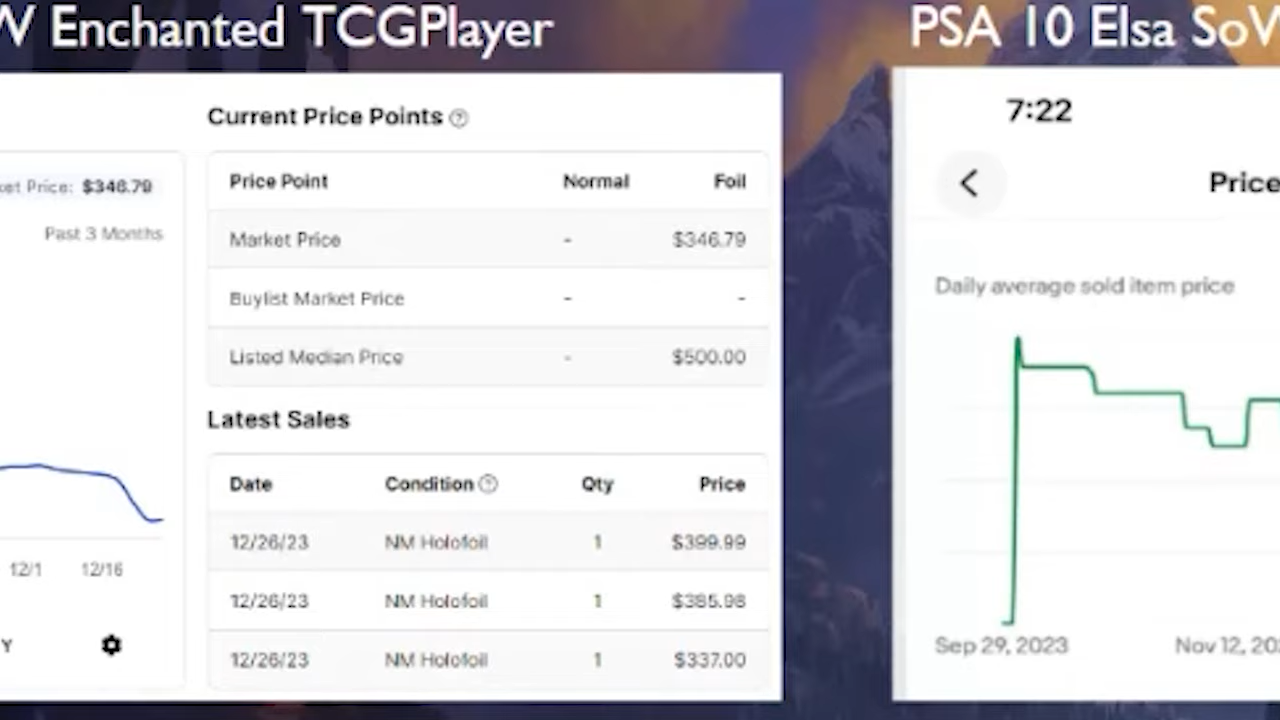 W Enchanted TCGPlayer
PSA 10 Elsa SoW
Current Price Points
ket Price: $346.79
Past 3 Months
Price Point Normal Foil
Market Price - $346.79
Buylist Market Price - -
Listed Median Price - $500.00
Latest Sales
Date Condition Qty Price
12/26/23 NM Holofoil 1 $399.99
12/26/23 NM Holofoil 1 $385.98
12/26/23 NM Holofoil 1 $337.00
12/1 12/16
Y
7:22
Price
Daily average sold item price
Sep 29, 2023 Nov 12, 202